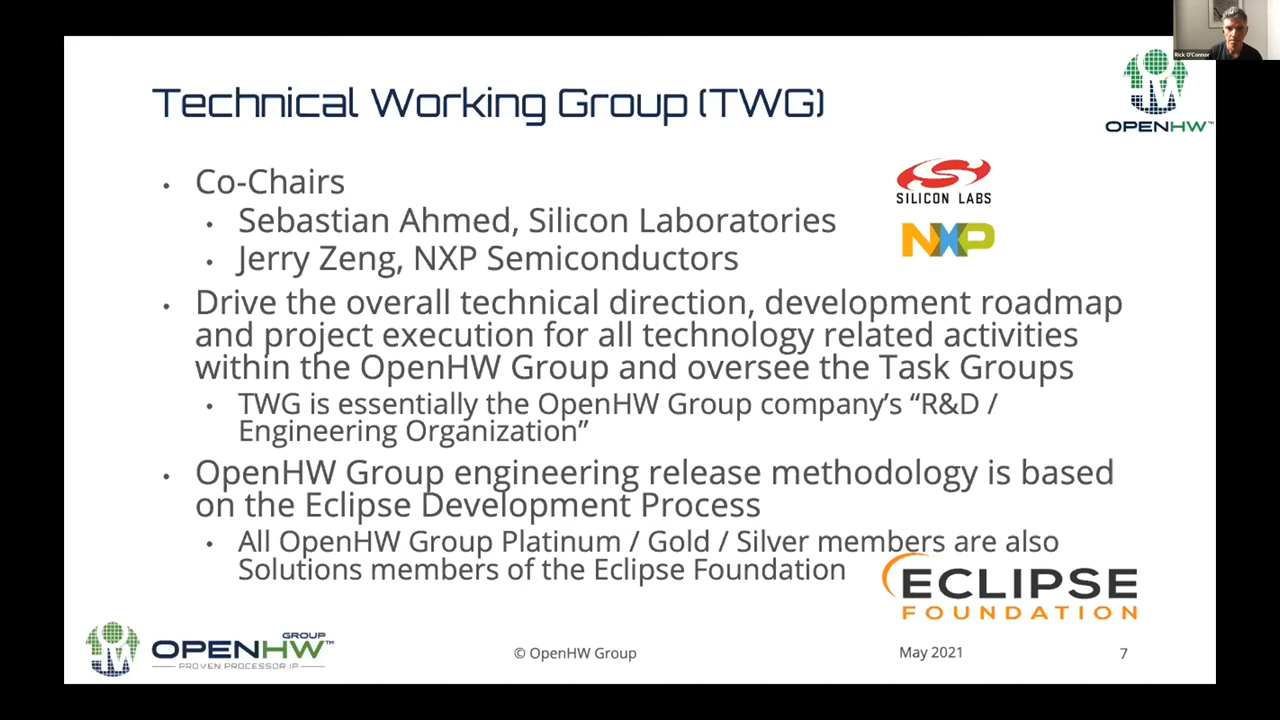 Rick O'Connor
Technical Working Group (TWG)
OPENHW™
• Co-Chairs
SILICON LABS
• Sebastian Ahmed, Silicon Laboratories
NXP
• Jerry Zeng, NXP Semiconductors
• Drive the overall technical direction, development roadmap
and project execution for all technology related activities
within the OpenHW Group and oversee the Task Groups
• TWG is essentially the OpenHW Group company's “R&D /
Engineering Organization”
• OpenHW Group engineering release methodology is based
on the Eclipse Development Process
• All OpenHW Group Platinum / Gold / Silver members are also
Solutions members of the Eclipse Foundation
ECLIPSE
FOUNDATION
GROUP
OPENHW™
PROVEN PROCESSOR IP
© OpenHW Group
May 2021
7